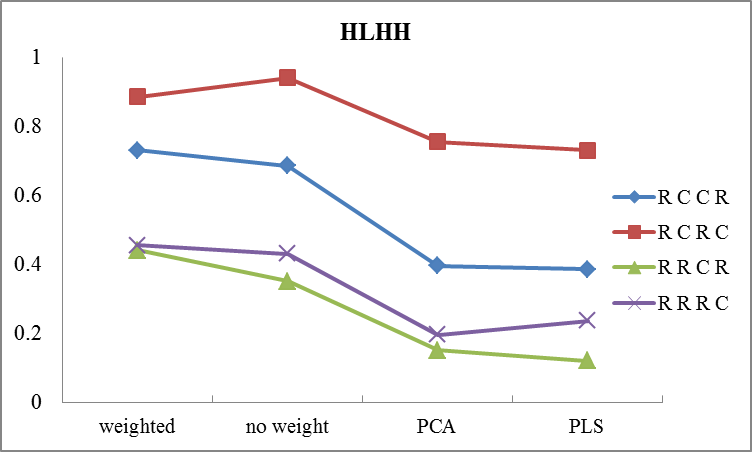 HLHH
1
0.8
0.6
0.4
0.2
0
weighted no weight PCA PLS
R C C R
R C R C
R R C R
R R R C